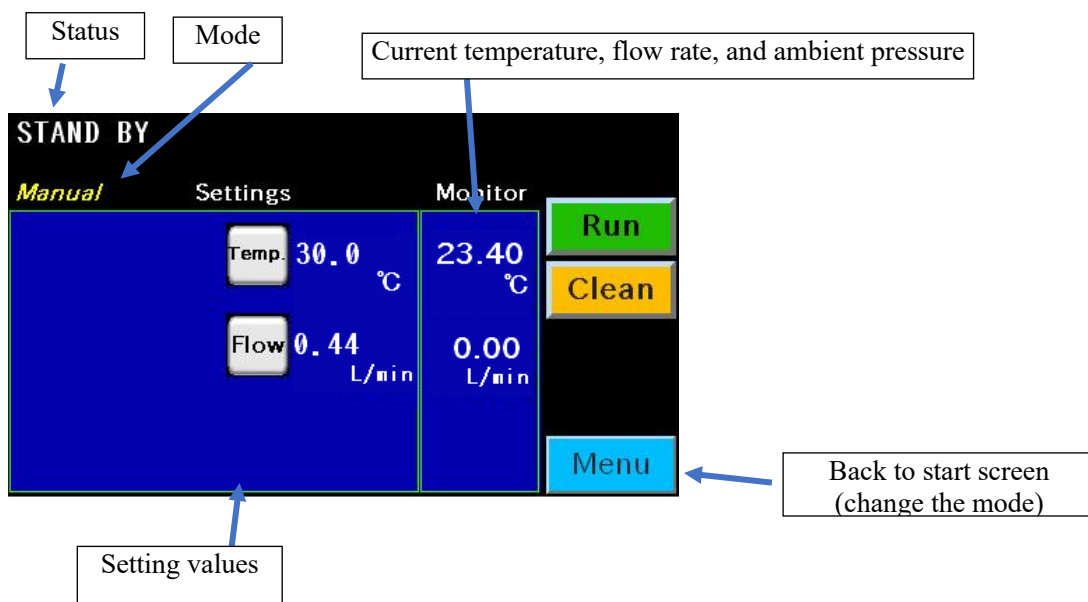 Status
Mode
Current temperature, flow rate, and ambient pressure
STAND BY
Manual
Settings
Monitor
Temp.
30.0
℃
23.40
℃
Run
Clean
Flow
0.44
L/min
0.00
L/min
Menu
Back to start screen
(change the mode)
Setting values